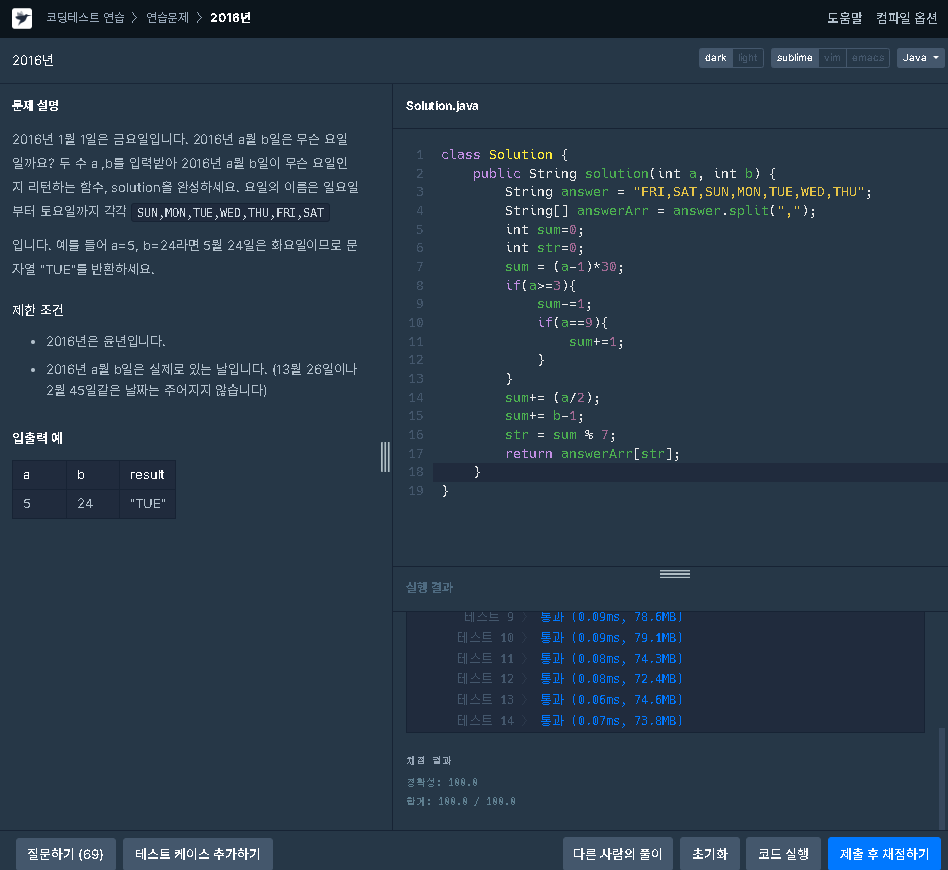 코딩테스트 연습 > 연습문제 > 2016년
도움말 컴파일 옵션
2016년
dark light sublime vim emacs Java
문제 설명
2016년 1월 1일은 금요일입니다. 2016년 a월 b일은 무슨 요일
일까요? 두 수 a ,b를 입력받아 2016년 a월 b일이 무슨 요일인
지 리턴하는 함수, solution을 완성하세요. 요일의 이름은 일요일
부터 토요일까지 각각 SUN,MON,TUE,WED,THU,FRI,SAT
입니다. 예를 들어 a=5, b=24라면 5월 24일은 화요일이므로 문
자열 "TUE"를 반환하세요.
제한 조건
• 2016년은 윤년입니다.
• 2016년 a월 b일은 실제로 있는 날입니다. (13월 26일이나
2월 45일같은 날짜는 주어지지 않습니다)
입출력 예
a b result
5 24 "TUE"
Solution.java
1 class Solution {
2 public String solution(int a, int b) {
3 String answer = "FRI,SAT,SUN,MON,TUE,WED,THU";
4 String[] answerArr = answer.split(",");
5 int sum=0;
6 int str=0;
7 sum = (a-1)*30;
8 if(a>=3){
9 sum-=1;
10 if(a==9){
11 sum+=1;
12 }
13 }
14 sum+= (a/2);
15 sum+= b-1;
16 str = sum % 7;
17 return answerArr[str];
18 }
19 }
실행 결과
테스트 9 > 통과 (0.09ms, 78.6MB)
테스트 10 > 통과 (0.09ms, 79.1MB)
테스트 11 > 통과 (0.08ms, 74.3MB)
테스트 12 > 통과 (0.08ms, 72.4MB)
테스트 13 > 통과 (0.06ms, 74.6MB)
테스트 14 > 통과 (0.07ms, 73.8MB)
채점 결과
정확성: 100.0
합계: 100.0 / 100.0
질문하기 (69) 테스트 케이스 추가하기 다른 사람의 풀이 초기화 코드 실행 제출 후 채점하기